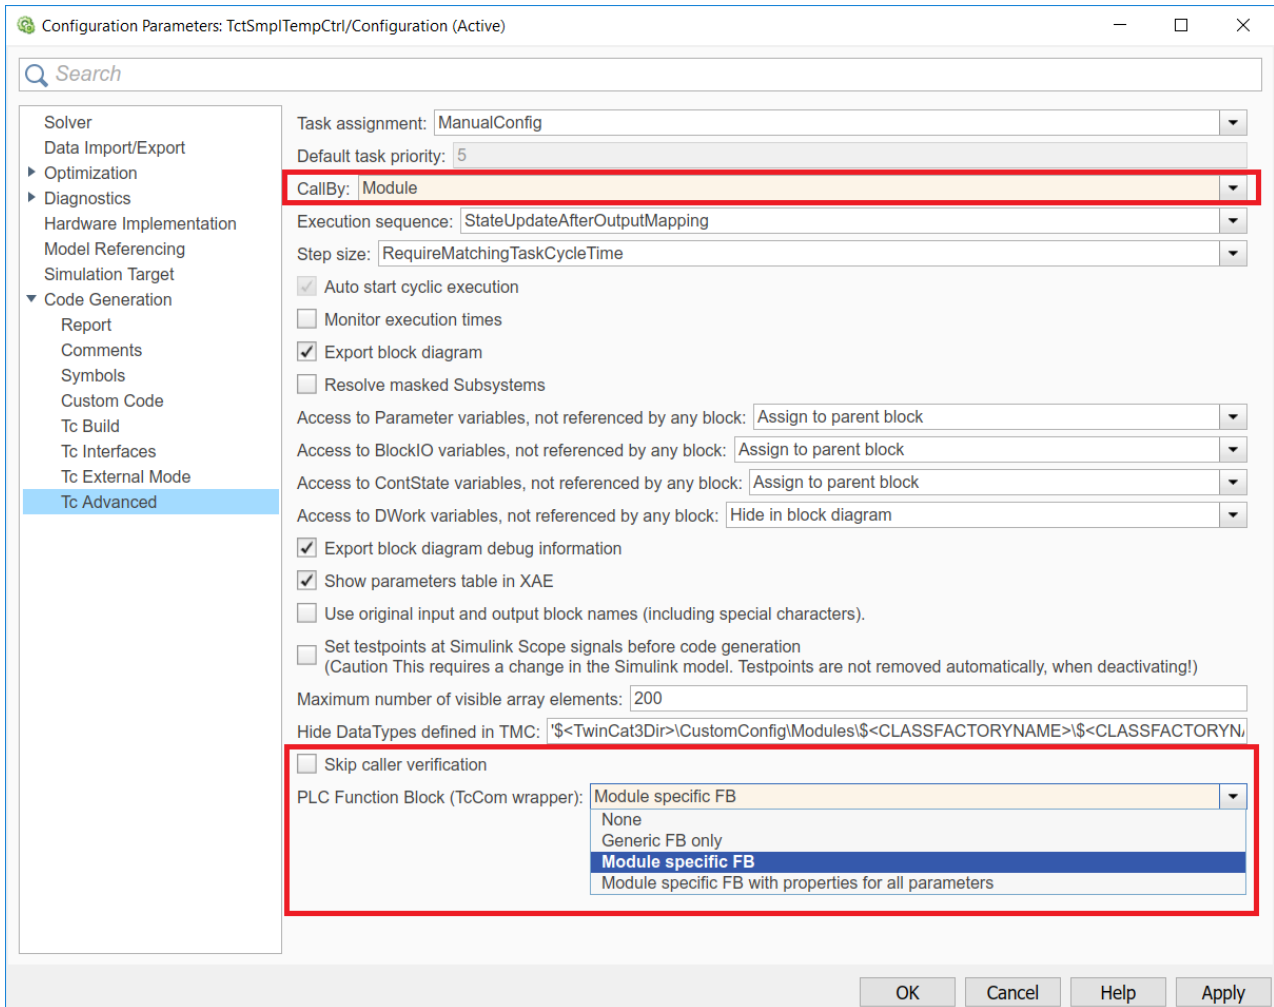 Configuration Parameters: TctSmplTempCtrl/Configuration (Active)
Search
Solver
Data Import/Export
Optimization
Diagnostics
Hardware Implementation
Model Referencing
Simulation Target
Code Generation
Report
Comments
Symbols
Custom Code
Tc Build
Tc Interfaces
Tc External Mode
Tc Advanced
Task assignment: ManualConfig
Default task priority: 5
CallBy: Module
Execution sequence: StateUpdateAfterOutputMapping
Step size: RequireMatchingTaskCycleTime
Auto start cyclic execution
Monitor execution times
Export block diagram
Resolve masked Subsystems
Access to Parameter variables, not referenced by any block: Assign to parent block
Access to BlockIO variables, not referenced by any block: Assign to parent block
Access to ContState variables, not referenced by any block: Assign to parent block
Access to DWork variables, not referenced by any block: Hide in block diagram
Export block diagram debug information
Show parameters table in XAE
Use original input and output block names (including special characters).
Set testpoints at Simulink Scope signals before code generation
(Caution This requires a change in the Simulink model. Testpoints are not removed automatically, when deactivating!)
Maximum number of visible array elements: 200
Hide DataTypes defined in TMC: '$<TwinCat3Dir>\CustomConfig\Modules\$<CLASSFACTORYNAME>\$<CLASSFACTORYN
Skip caller verification
PLC Function Block (TcCom wrapper): Module specific FB
None
Generic FB only
Module specific FB
Module specific FB with properties for all parameters
OK Cancel Help Apply